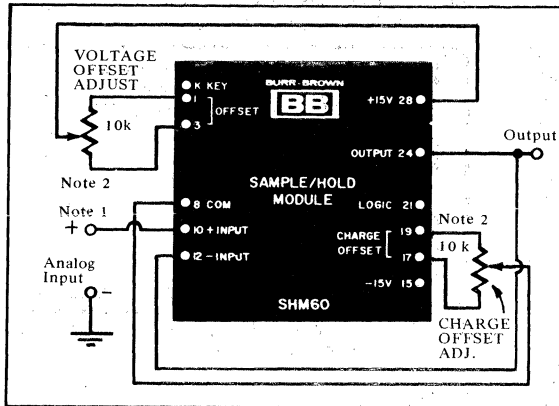 VOLTAGE
OFFSET
ADJUST
10k
Note 2
Note 1
+
Analog
Input
-
K KEY
1
OFFSET
3
BURR-BROWN
BB
+15V 28
OUTPUT 24
SAMPLE/HOLD
MODULE
8 COM
10 + INPUT
12 - INPUT
LOGIC 21
19
CHARGE
OFFSET
17
-15V 15
SHM60
Output
Note 2
10 k
CHARGE
OFFSET
ADJ.